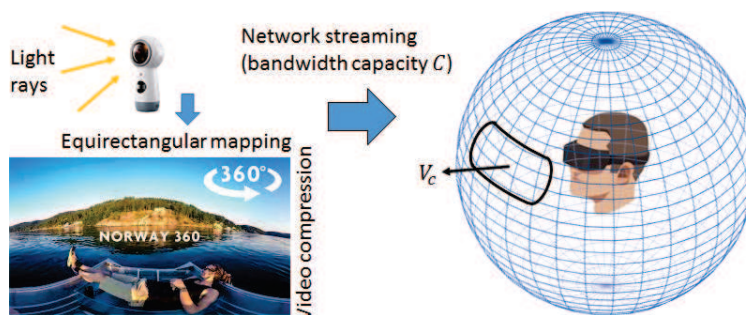 Light
rays
Network streaming
(bandwidth capacity C)
Equirectangular mapping
360°
NORWAY 360
Video compression
V_c